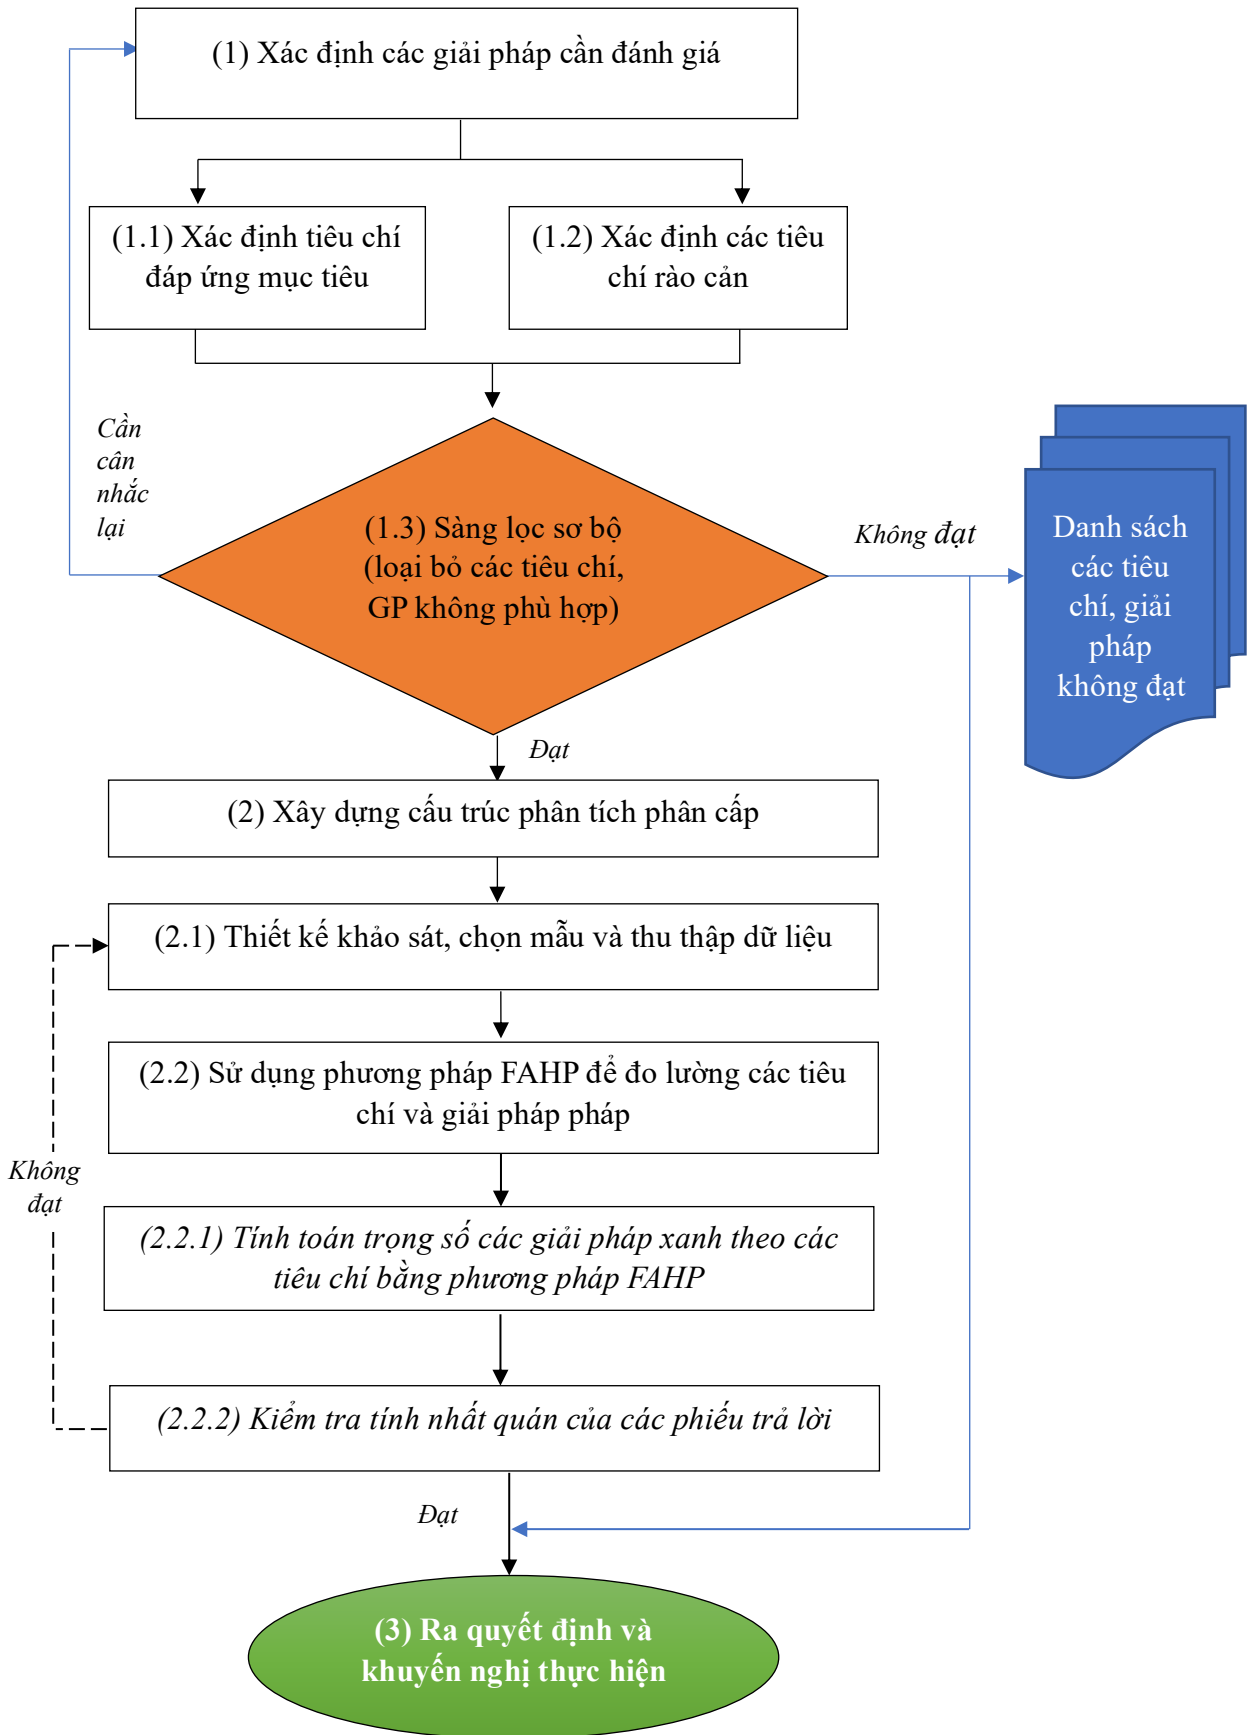 (1) Xác định các giải pháp cần đánh giá
(1.1) Xác định tiêu chí
đáp ứng mục tiêu
(1.2) Xác định các tiêu
chí rào cản
Cần
cân
nhắc
lại
(1.3) Sàng lọc sơ bộ
(loại bỏ các tiêu chí,
GP không phù hợp)
Không đạt
Danh sách
các tiêu
chí, giải
pháp
không đạt
Đạt
(2) Xây dựng cấu trúc phân tích phân cấp
(2.1) Thiết kế khảo sát, chọn mẫu và thu thập dữ liệu
(2.2) Sử dụng phương pháp FAHP để đo lường các tiêu
chí và giải pháp pháp
Không
đạt
(2.2.1) Tính toán trọng số các giải pháp xanh theo các
tiêu chí bằng phương pháp FAHP
(2.2.2) Kiểm tra tính nhất quán của các phiếu trả lời
Đạt
(3) Ra quyết định và
khuyến nghị thực hiện